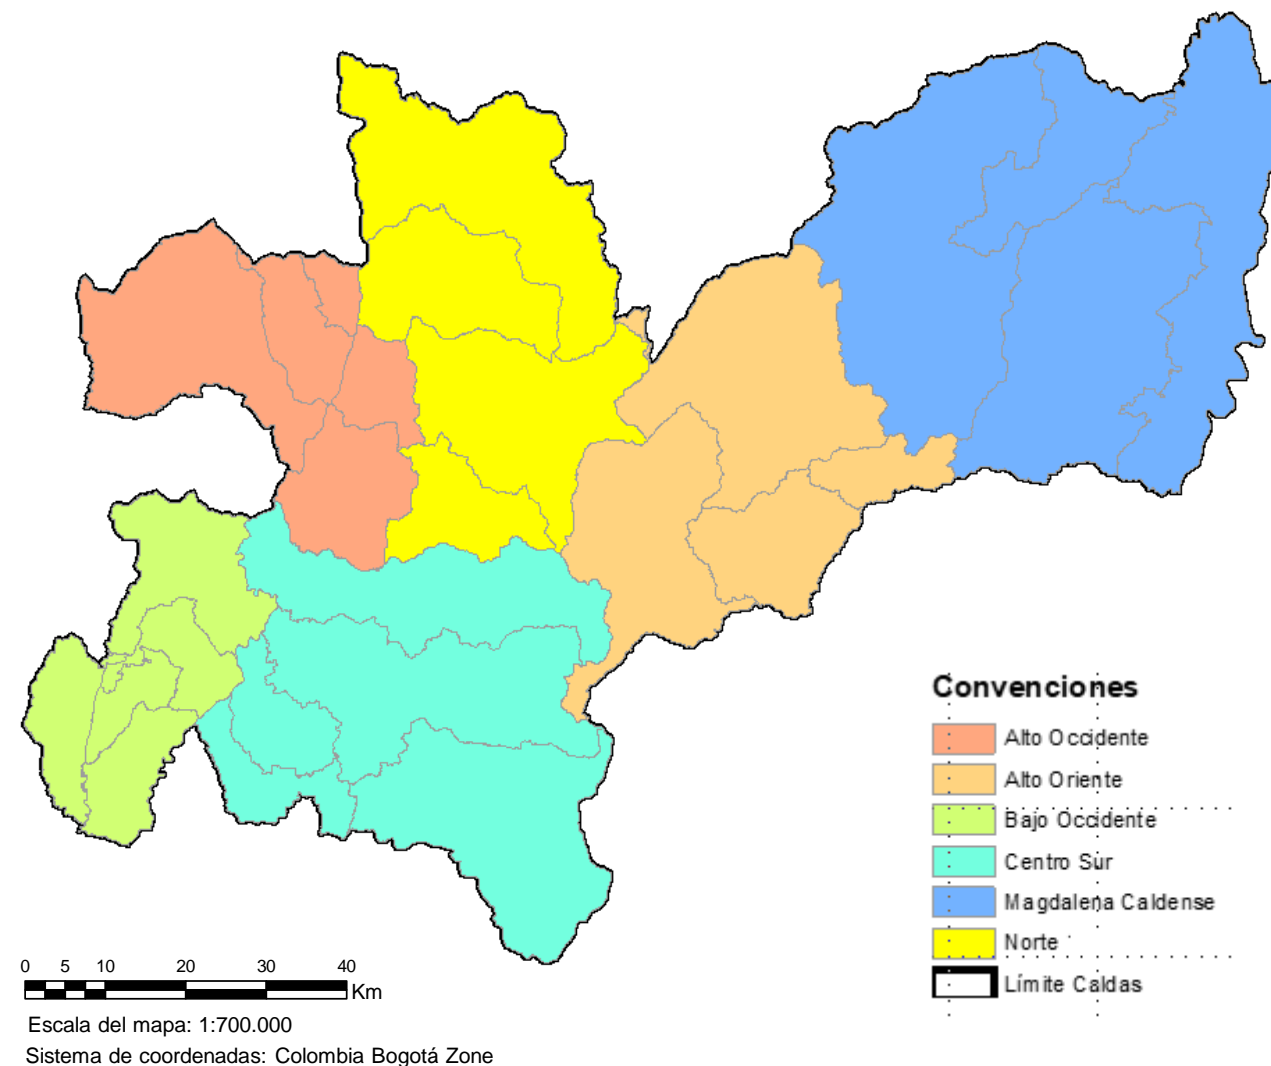 Convenciones
Alto Occidente
Alto Oriente
Bajo Occidente
Centro Sur
Magdalena Caldense
Norte
Límite Caldas
0 5 10 20 30 40
Km
Escala del mapa: 1:700.000
Sistema de coordenadas: Colombia Bogotá Zone